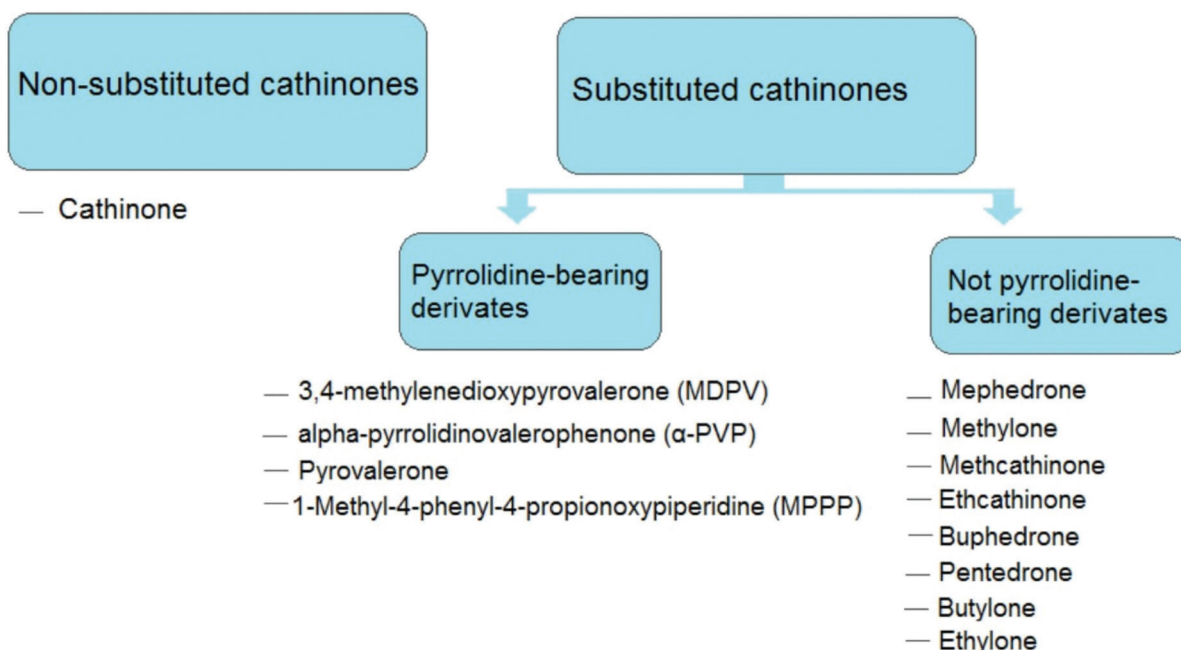 Non-substituted cathinones
— Cathinone
Substituted cathinones
Pyrrolidine-bearing
derivates
— 3,4-methylenedioxypyrovalerone (MDPV)
— alpha-pyrrolidinovalerophenone (α-PVP)
— Pyrovalerone
— 1-Methyl-4-phenyl-4-propionoxypiperidine (MPPP)
Not pyrrolidine-
bearing derivates
— Mephedrone
— Methylone
— Methcathinone
— Ethcathinone
— Buphedrone
— Pentedrone
— Butylone
— Ethylone